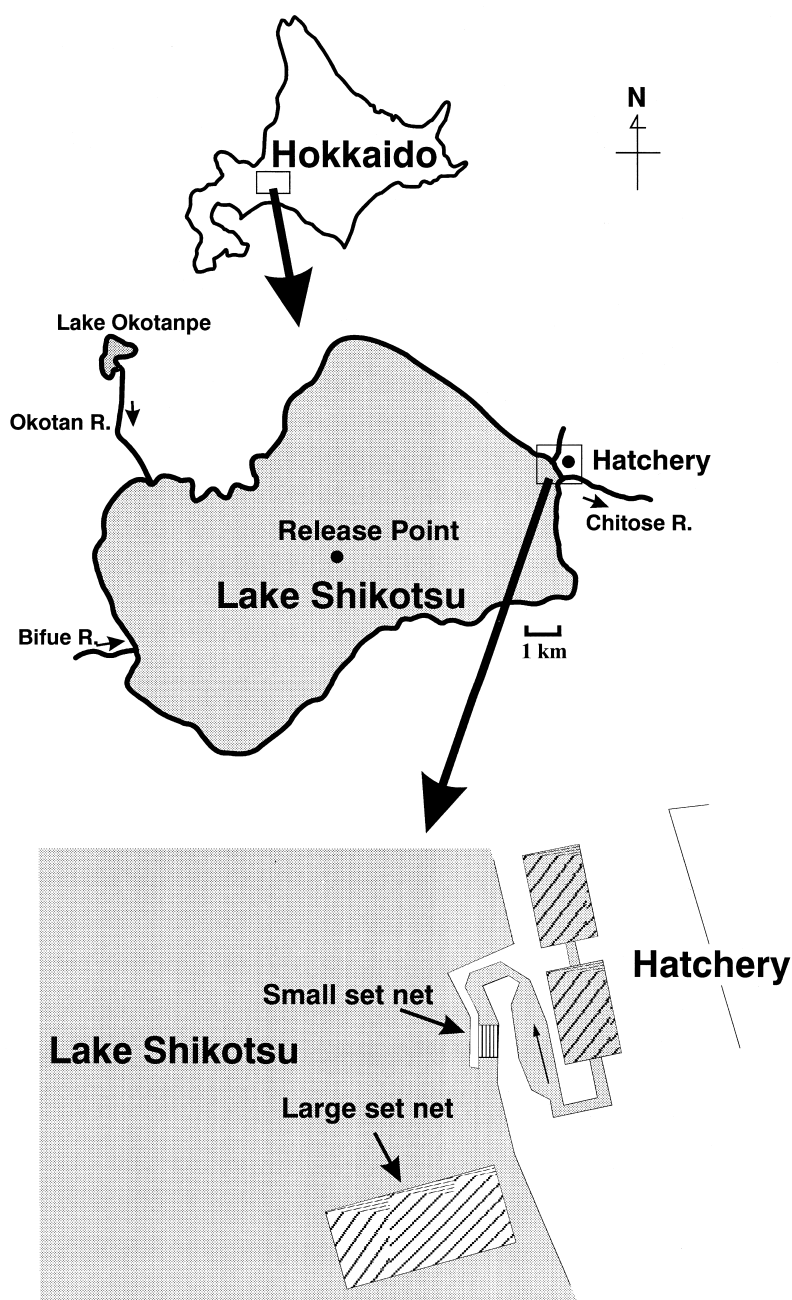 N
Hokkaido
Lake Okotanpe
Okotan R.
Hatchery
Chitose R.
Release Point
Lake Shikotsu
Bifue R.
1 km
Hatchery
Small set net
Lake Shikotsu
Large set net